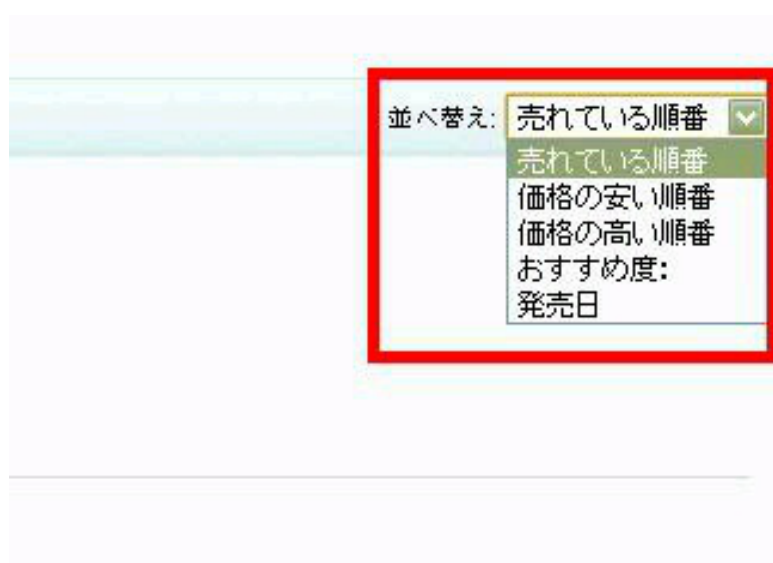 並べ替え: 売れている順番
売れている順番
価格の安い順番
価格の高い順番
おすすめ度:
発売日